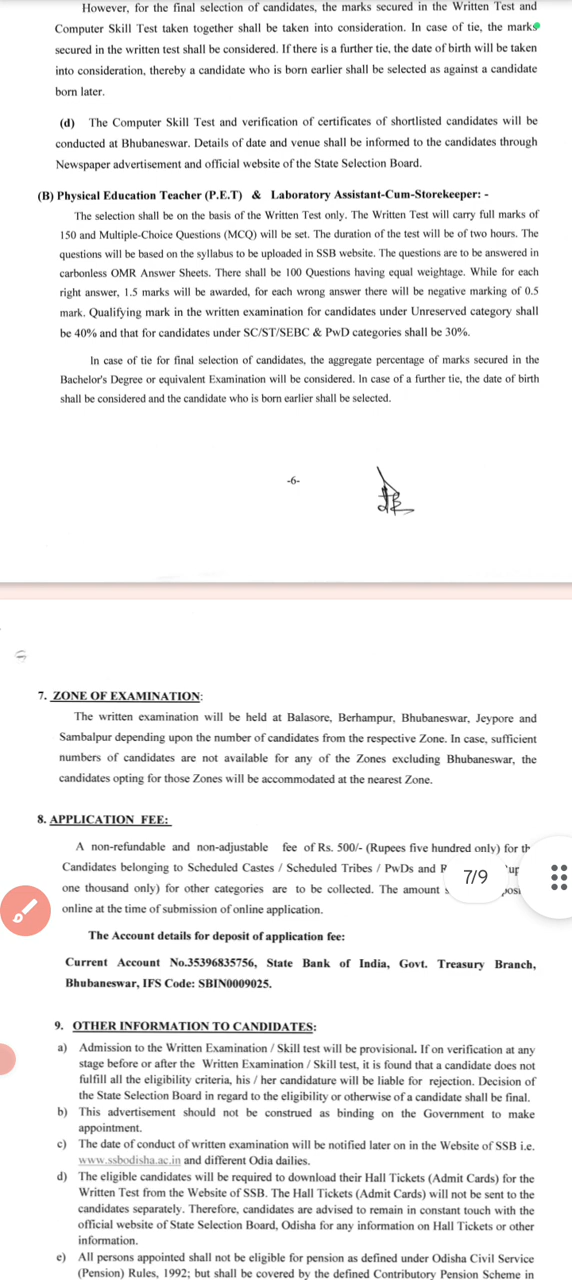 However, for the final selection of candidates, the marks secured in the Written Test and
Computer Skill Test taken together shall be taken into consideration. In case of tie, the marks
secured in the written test shall be considered. If there is a further tie, the date of birth will be taken
into consideration, thereby a candidate who is born earlier shall be selected as against a candidate
born later.
(d) The Computer Skill Test and verification of certificates of shortlisted candidates will be
conducted at Bhubaneswar. Details of date and venue shall be informed to the candidates through
Newspaper advertisement and official website of the State Selection Board.
(B) Physical Education Teacher (P.E.T) & Laboratory Assistant-Cum-Storekeeper: -
The selection shall be on the basis of the Written Test only. The Written Test will carry full marks of
150 and Multiple-Choice Questions (MCQ) will be set. The duration of the test will be of two hours. The
questions will be based on the syllabus to be uploaded in SSB website. The questions are to be answered in
carbonless OMR Answer Sheets. There shall be 100 Questions having equal weightage. While for each
right answer, 1.5 marks will be awarded, for each wrong answer there will be negative marking of 0.5
mark. Qualifying mark in the written examination for candidates under Unreserved category shall
be 40% and that for candidates under SC/ST/SEBC & PwD categories shall be 30%.
In case of tie for final selection of candidates, the aggregate percentage of marks secured in the
Bachelor's Degree or equivalent Examination will be considered. In case of a further tie, the date of birth
shall be considered and the candidate who is born earlier shall be selected.
-6-
7. ZONE OF EXAMINATION:
The written examination will be held at Balasore, Berhampur, Bhubaneswar, Jeypore and
Sambalpur depending upon the number of candidates from the respective Zone. In case, sufficient
numbers of candidates are not available for any of the Zones excluding Bhubaneswar, the
candidates opting for those Zones will be accommodated at the nearest Zone.
8. APPLICATION FEE:
A non-refundable and non-adjustable fee of Rs. 500/- (Rupees five hundred only) for
Candidates belonging to Scheduled Castes / Scheduled Tribes / PwDs and
7/9
one thousand only) for other categories are to be collected. The amount
online at the time of submission of online application.
The Account details for deposit of application fee:
Current Account No.35396835756, State Bank of India, Govt. Treasury Branch,
Bhubaneswar, IFS Code: SBIN0009025.
9. OTHER INFORMATION TO CANDIDATES:
a) Admission to the Written Examination / Skill test will be provisional. If on verification at any
stage before or after the Written Examination / Skill test, it is found that a candidate does not
fulfill all the eligibility criteria, his / her candidature will be liable for rejection. Decision of
the State Selection Board in regard to the eligibility or otherwise of a candidate shall be final.
b) This advertisement should not be construed as binding on the Government to make
appointment.
c) The date of conduct of written examination will be notified later on in the Website of SSB i.e.
www.ssbodisha.ac.in and different Odia dailies.
d) The eligible candidates will be required to download their Hall Tickets (Admit Cards) for the
Written Test from the Website of SSB. The Hall Tickets (Admit Cards) will not be sent to the
candidates separately. Therefore, candidates are advised to remain in constant touch with the
official website of State Selection Board, Odisha for any information on Hall Tickets or other
information.
e) All persons appointed shall not be eligible for pension as defined under Odisha Civil Service
(Pension) Rules, 1992; but shall be covered by the defined Contributory Pension Scheme in